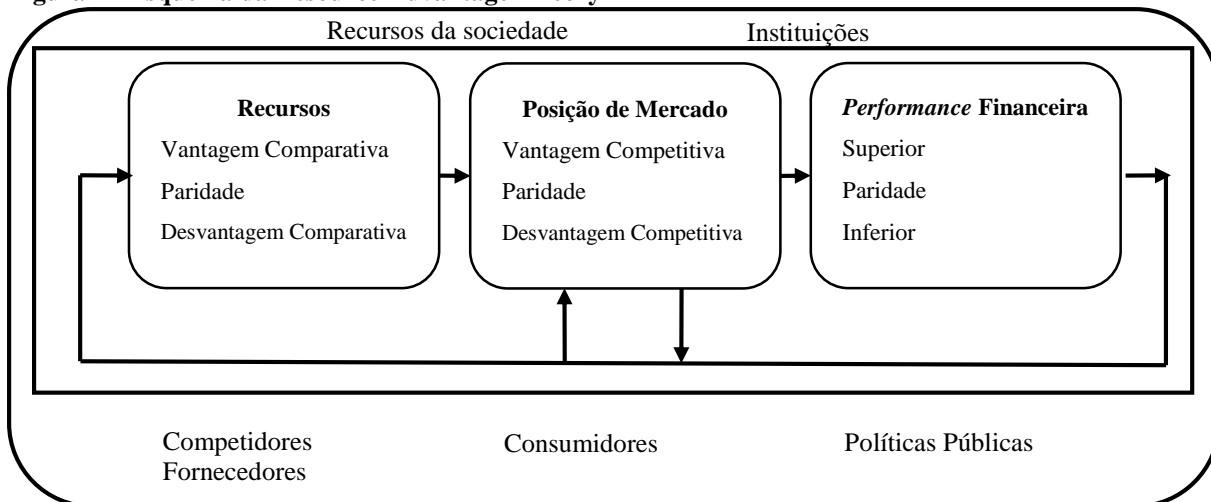 Recursos da sociedade
Instituições
Recursos
Vantagem Comparativa
Paridade
Desvantagem Comparativa
Posição de Mercado
Vantagem Competitiva
Paridade
Desvantagem Competitiva
Performance Financeira
Superior
Paridade
Inferior
Competidores
Fornecedores
Consumidores
Políticas Públicas